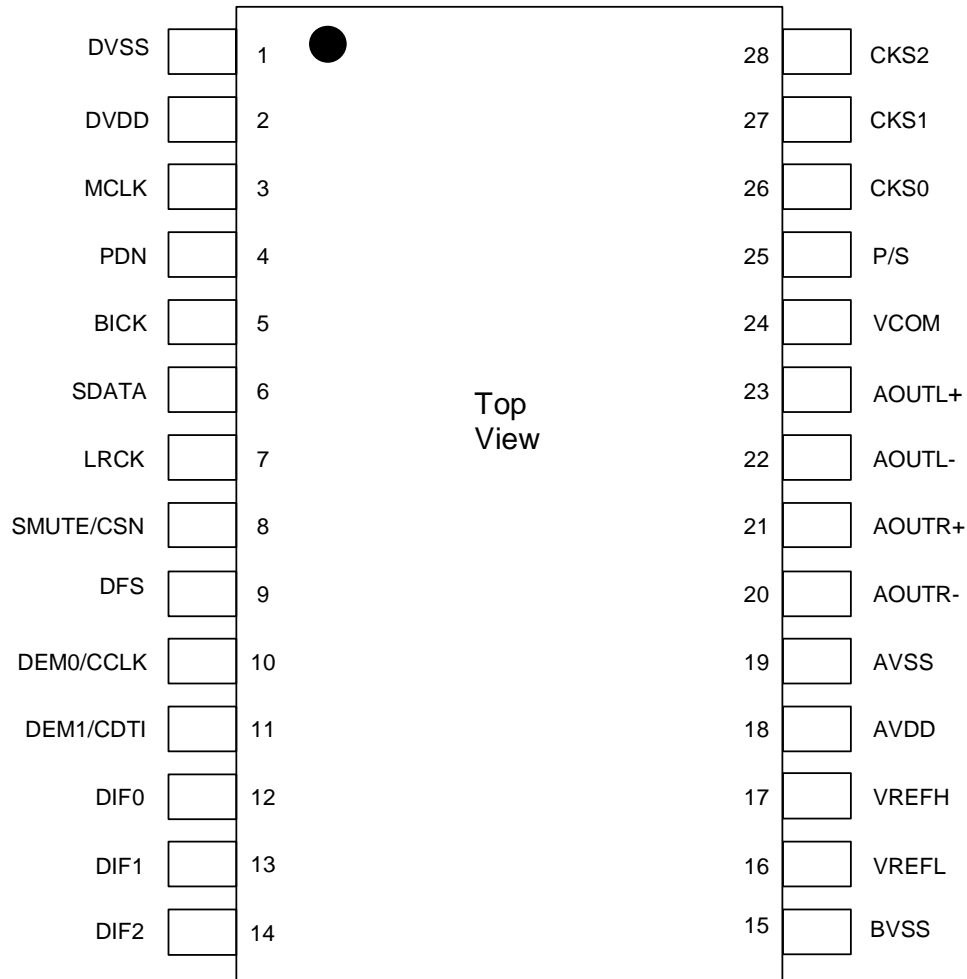 DVSS 1 28 CKS2
DVDD 2 27 CKS1
MCLK 3 26 CKS0
PDN 4 25 P/S
BICK 5 24 VCOM
SDATA 6 23 AOUTL+
Top
View
LRCK 7 22 AOUTL-
SMUTE/CSN 8 21 AOUTR+
DFS 9 20 AOUTR-
DEM0/CCLK 10 19 AVSS
DEM1/CDTI 11 18 AVDD
DIF0 12 17 VREFH
DIF1 13 16 VREFL
DIF2 14 15 BVSS